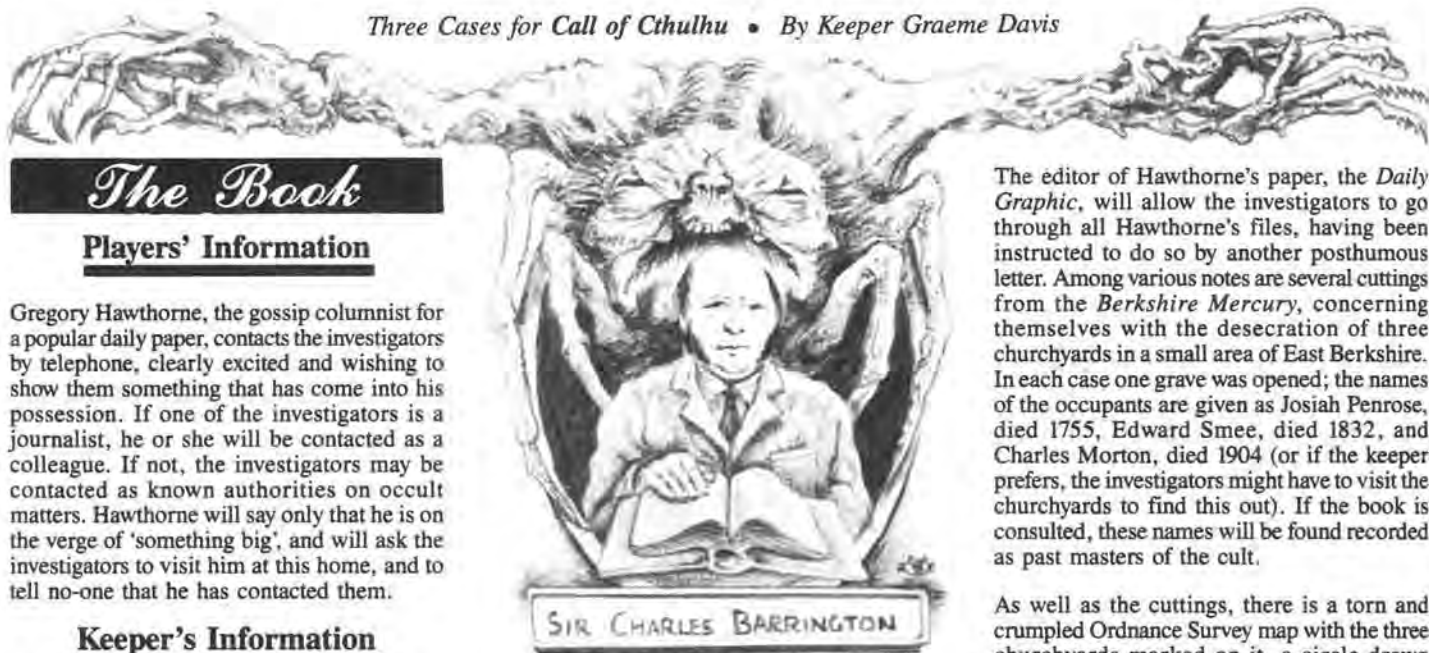 Three Cases for Call of Cthulhu • By Keeper Graeme Davis
The Book
Players' Information
Gregory Hawthorne, the gossip columnist for
a popular daily paper, contacts the investigators
by telephone, clearly excited and wishing to
show them something that has come into his
possession. If one of the investigators is a
journalist, he or she will be contacted as a
colleague. If not, the investigators may be
contacted as known authorities on occult
matters. Hawthorne will say only that he is on
the verge of 'something big', and will ask the
investigators to visit him at this home, and to
tell no-one that he has contacted them.
Keeper's Information
SIR CHARLES BARRINGTON
The editor of Hawthorne's paper, the Daily
Graphic, will allow the investigators to go
through all Hawthorne's files, having been
instructed to do so by another posthumous
letter. Among various notes are several cuttings
from the Berkshire Mercury, concerning
themselves with the desecration of three
churchyards in a small area of East Berkshire.
In each case one grave was opened; the names
of the occupants are given as Josiah Penrose,
died 1755, Edward Smee, died 1832, and
Charles Morton, died 1904 (or if the keeper
prefers, the investigators might have to visit the
churchyards to find this out). If the book is
consulted, these names will be found recorded
as past masters of the cult.
As well as the cuttings, there is a torn and
crumpled Ordnance Survey map with the three
churchyards marked on it, a circle drawn